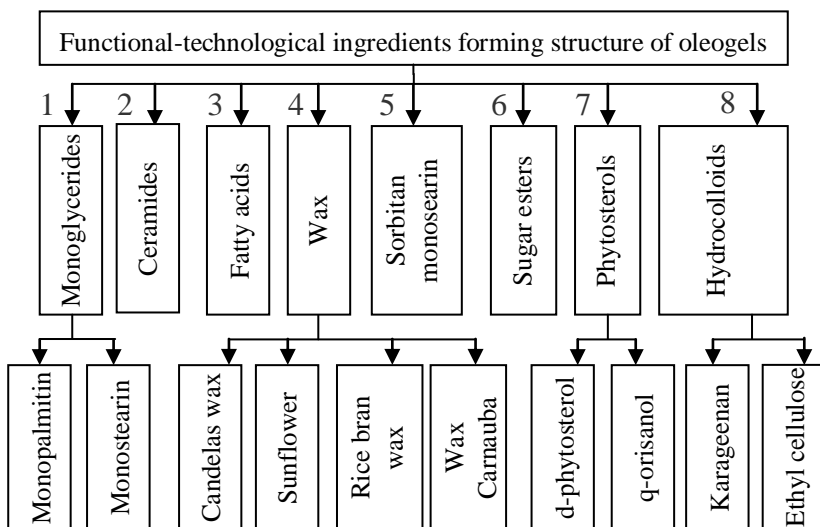 Functional-technological ingredients forming structure of oleogels
1
2
3
4
5
6
7
8
Monoglycerides
Ceramides
Fatty acids
Wax
Sorbitan
monosearin
Sugar esters
Phytosterols
Hydrocolloids
Monopalmitin
Monostearin
Candelas wax
Sunflower
Rice bran
wax
Wax
Carnauba
d-phytosterol
q-orisanol
Karageenan
Ethyl cellulose